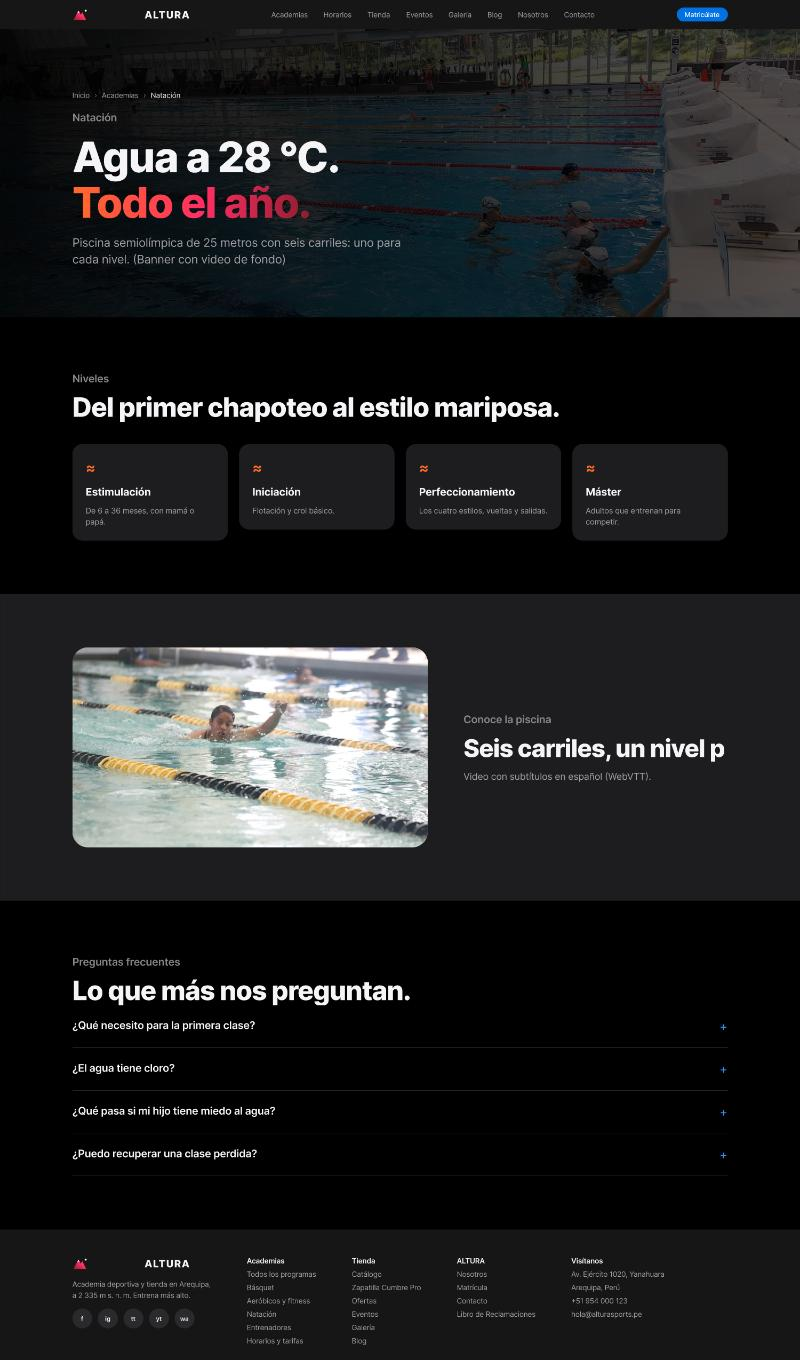 ALTURA
Academias Horarios Tienda Eventos Galería Blog Nosotros Contacto
Matricúlate
Inicio › Academias › Natación
Natación
Agua a 28 °C.
Todo el año.
Piscina semiolímpica de 25 metros con seis carriles: uno para
cada nivel. (Banner con video de fondo)
Niveles
Del primer chapoteo al estilo mariposa.
≈
Estimulación
De 6 a 36 meses, con mamá o
papá.
≈
Iniciación
Flotación y crol básico.
≈
Perfeccionamiento
Los cuatro estilos, vueltas y salidas.
≈
Máster
Adultos que entrenan para
competir.
Conoce la piscina
Seis carriles, un nivel p
Video con subtítulos en español (WebVTT).
Preguntas frecuentes
Lo que más nos preguntan.
¿Qué necesito para la primera clase? +
¿El agua tiene cloro? +
¿Qué pasa si mi hijo tiene miedo al agua? +
¿Puedo recuperar una clase perdida? +
ALTURA
Academia deportiva y tienda en Arequipa,
a 2 335 m s. n. m. Entrena más alto.
f ig tt yt wa
Academias
Todos los programas
Básquet
Aeróbicos y fitness
Natación
Entrenadores
Horarios y tarifas
Tienda
Catálogo
Zapatilla Cumbre Pro
Ofertas
Eventos
Galería
Blog
ALTURA
Nosotros
Matrícula
Contacto
Libro de Reclamaciones
Visítanos
Av. Ejército 1020, Yanahuara
Arequipa, Perú
+51 954 000 123
hola@alturasports.pe